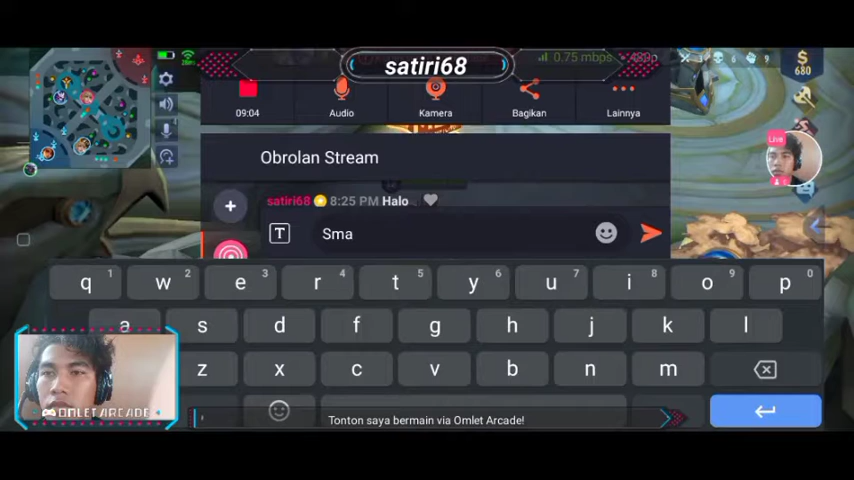 satiri68
0.75 mbps
6
9
680
09:04
Audio
Kamera
Bagikan
Lainnya
Live
Obrolan Stream
satiri68 8:25 PM Halo
T
Sma
q 1 w 2 e 3 r 4 t 5 y 6 u 7 i 8 o 9 p 0
a s d f g h j k l
z x c v b n m
OMLET ARCADE
Tonton saya bermain via Omlet Arcade!